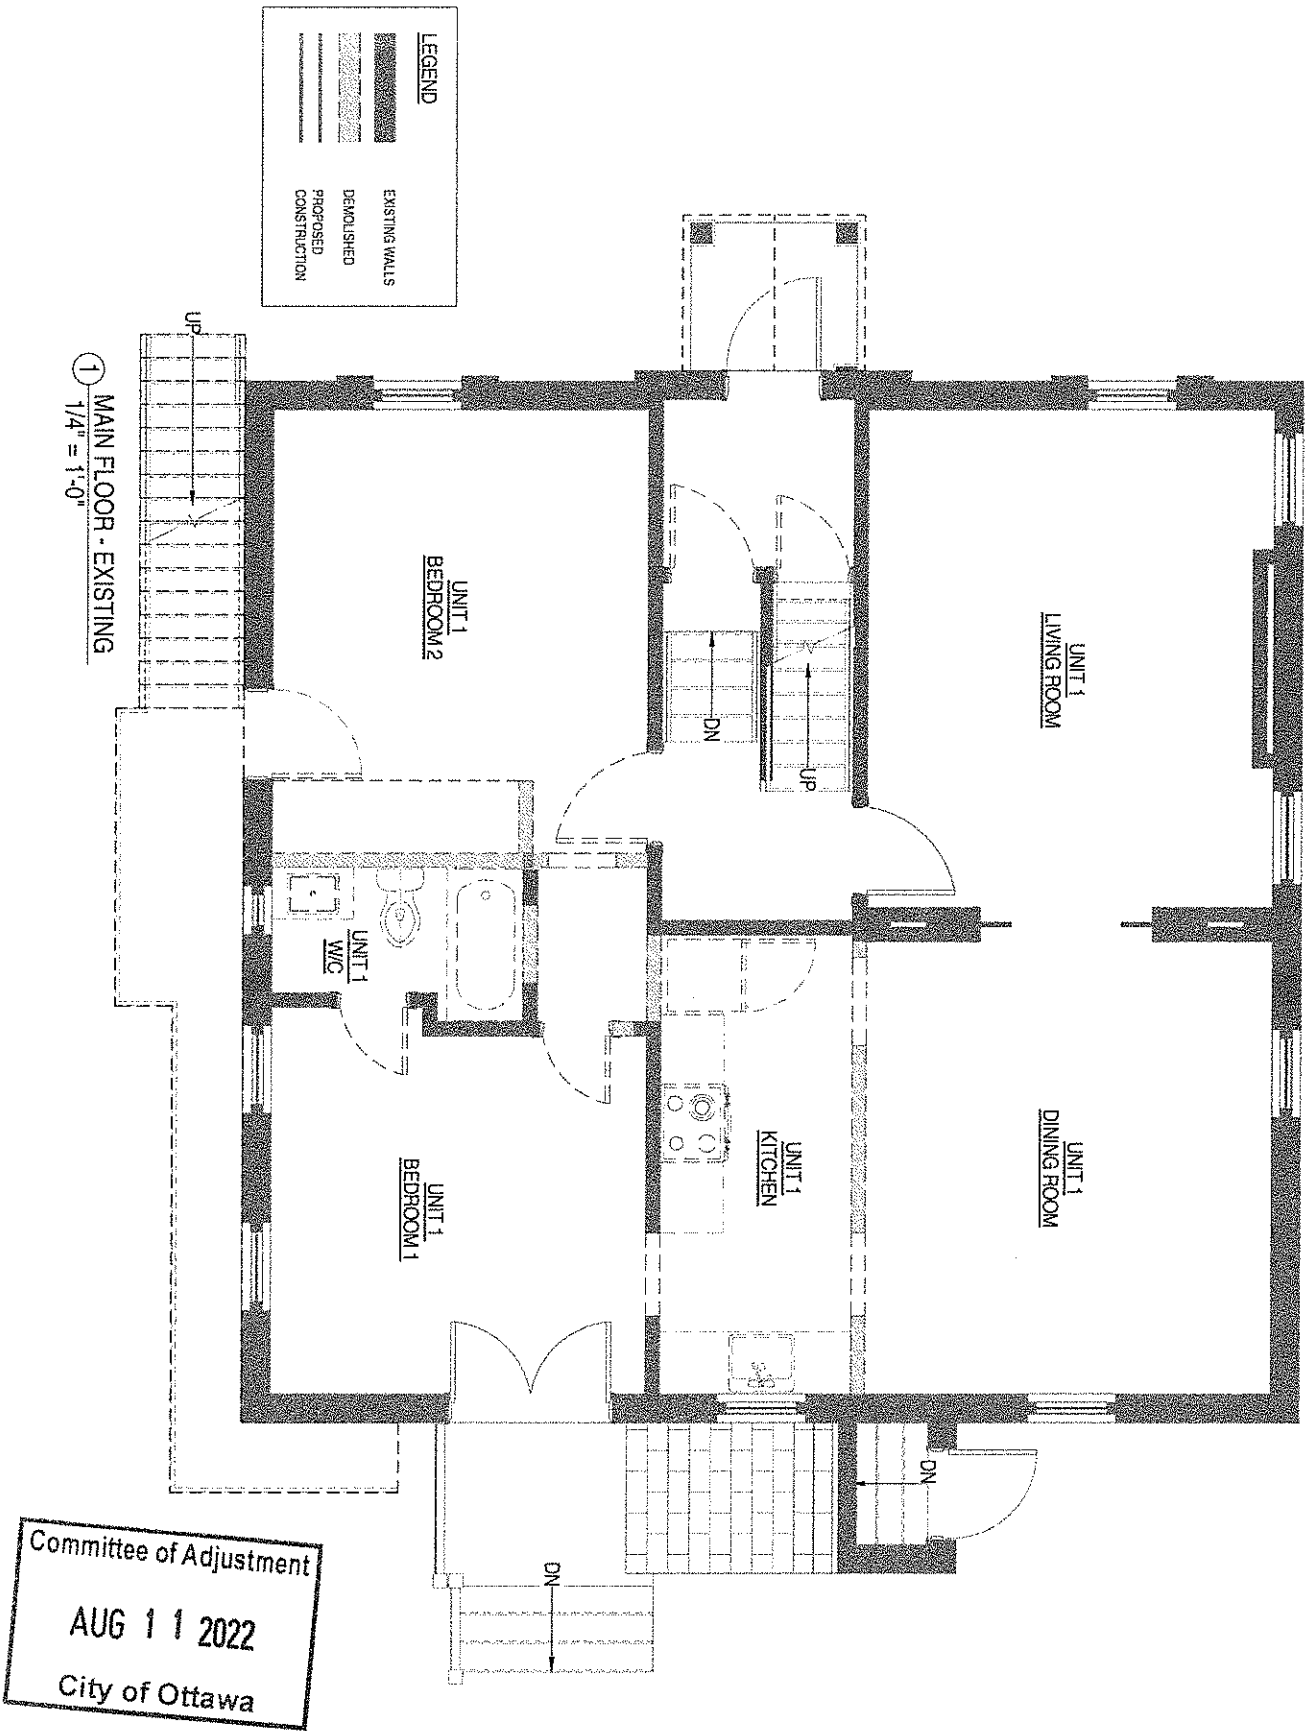 LEGEND
EXISTING WALLS
DEMOLISHED
PROPOSED
CONSTRUCTION
UNIT 1
LIVING ROOM
UNIT 1
DINING ROOM
UP
DN
UNIT 1
KITCHEN
DN
UNIT 1
BEDROOM 2
UNIT 1
W/C
UNIT 1
BEDROOM 1
DN
UP
1
MAIN FLOOR - EXISTING
1/4" = 1'-0"
Committee of Adjustment
AUG 11 2022
City of Ottawa